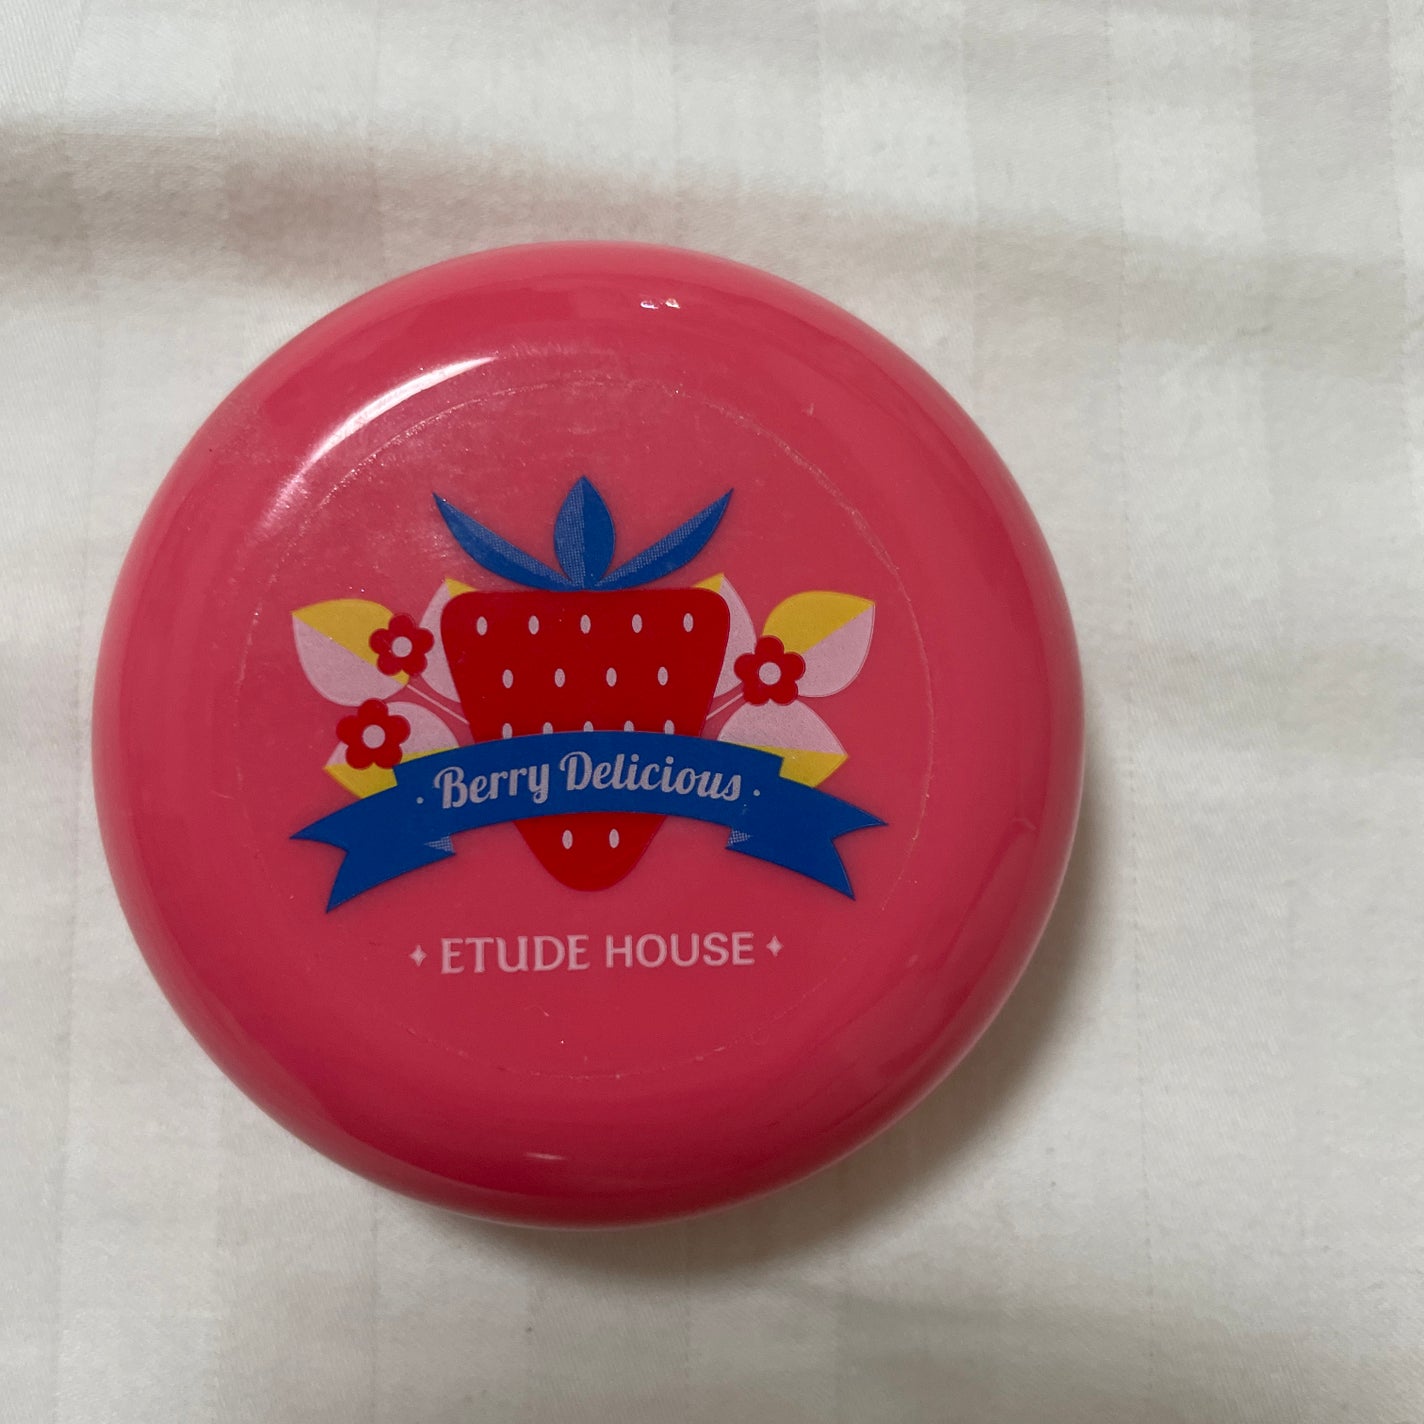 · Berry Delicious ·
✦ ETUDE HOUSE ✦